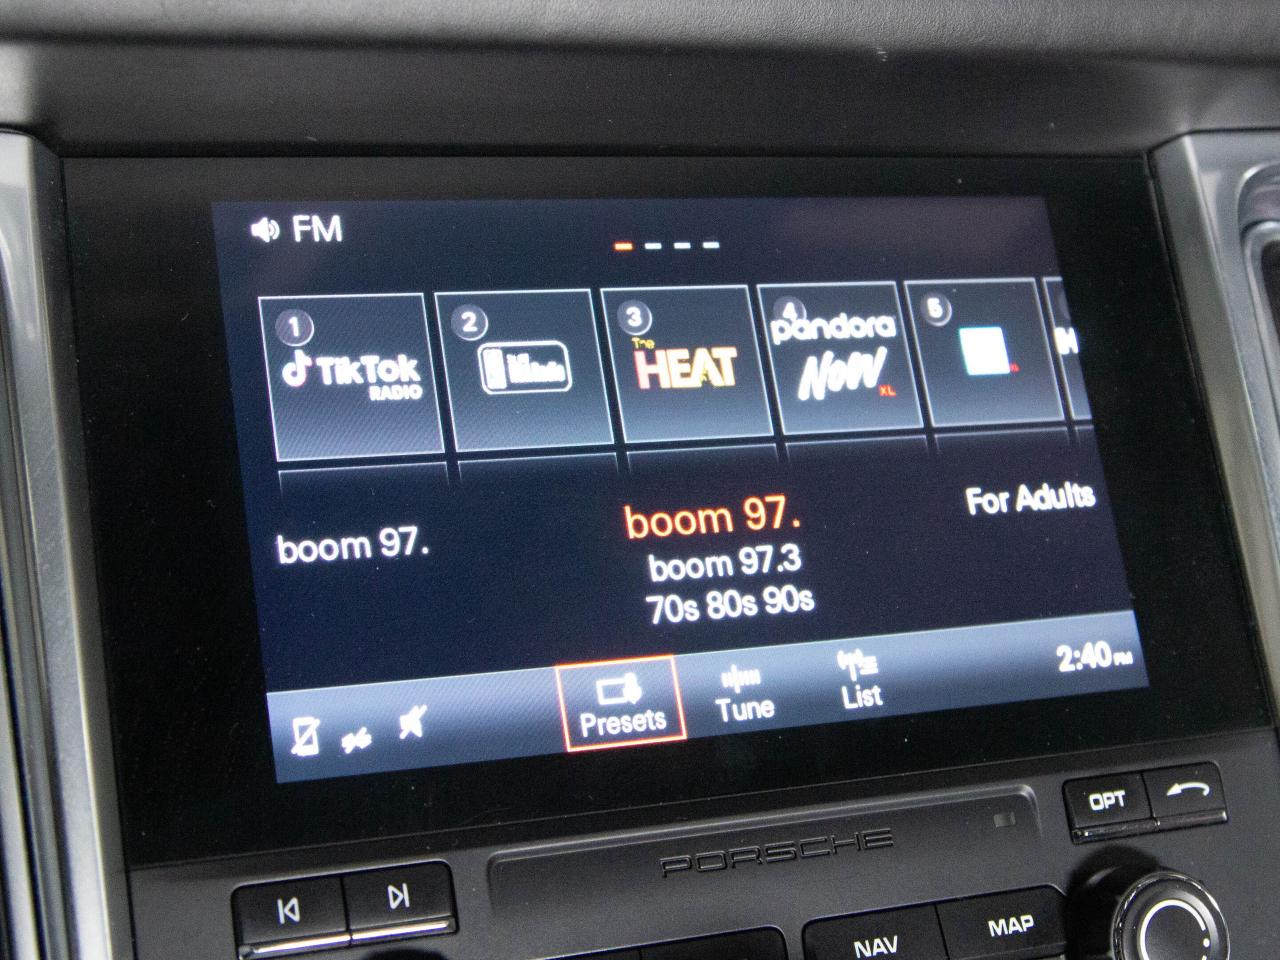 FM
1
TikTok
RADIO
2
3
The
HEAT
4
pandora
NOW
XL
5
XL
H
boom 97.
boom 97.
For Adults
boom 97.3
70s 80s 90s
Presets
Tune
List
2:40 PM
OPT
PORSCHE
NAV
MAP